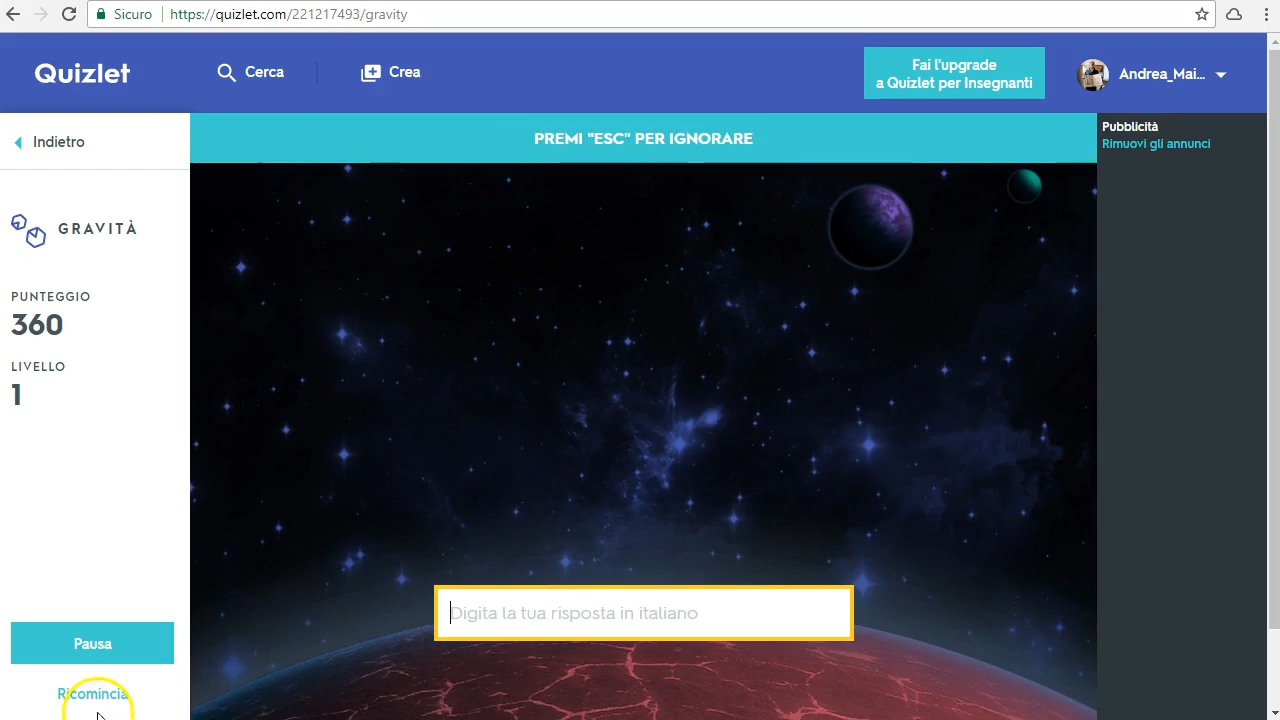 Sicuro
https://quizlet.com/221217493/gravity
Quizlet
Cerca
Crea
Fai l'upgrade
a Quizlet per Insegnanti
Andrea_Mai...
Indietro
PREMI "ESC" PER IGNORARE
Pubblicità
Rimuovi gli annunci
GRAVITÀ
PUNTEGGIO
360
LIVELLO
1
Digita la tua risposta in italiano
Pausa
Ricomincia